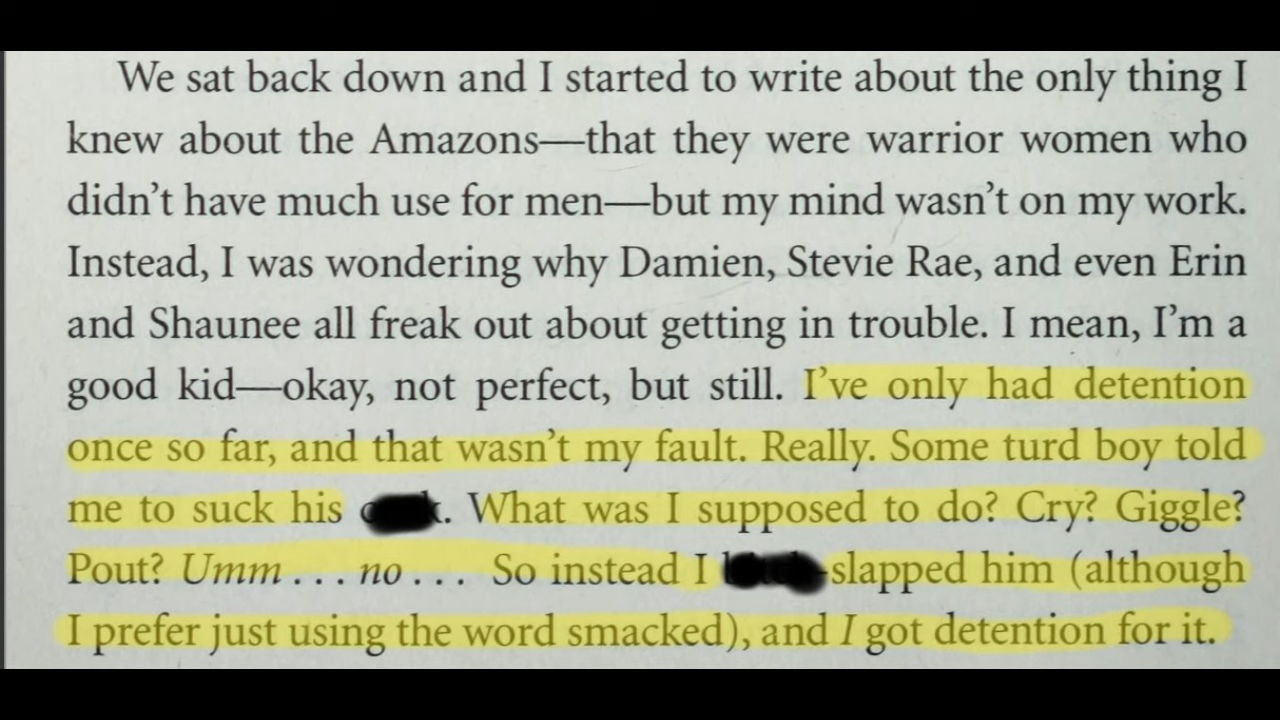 We sat back down and I started to write about the only thing I
knew about the Amazons—that they were warrior women who
didn't have much use for men—but my mind wasn't on my work.
Instead, I was wondering why Damien, Stevie Rae, and even Erin
and Shaunee all freak out about getting in trouble. I mean, I'm a
good kid—okay, not perfect, but still. I've only had detention
once so far, and that wasn't my fault. Really. Some turd boy told
me to suck his . What was I supposed to do? Cry? Giggle?
Pout? Umm . . . no . . . So instead I -slapped him (although
I prefer just using the word smacked), and I got detention for it.